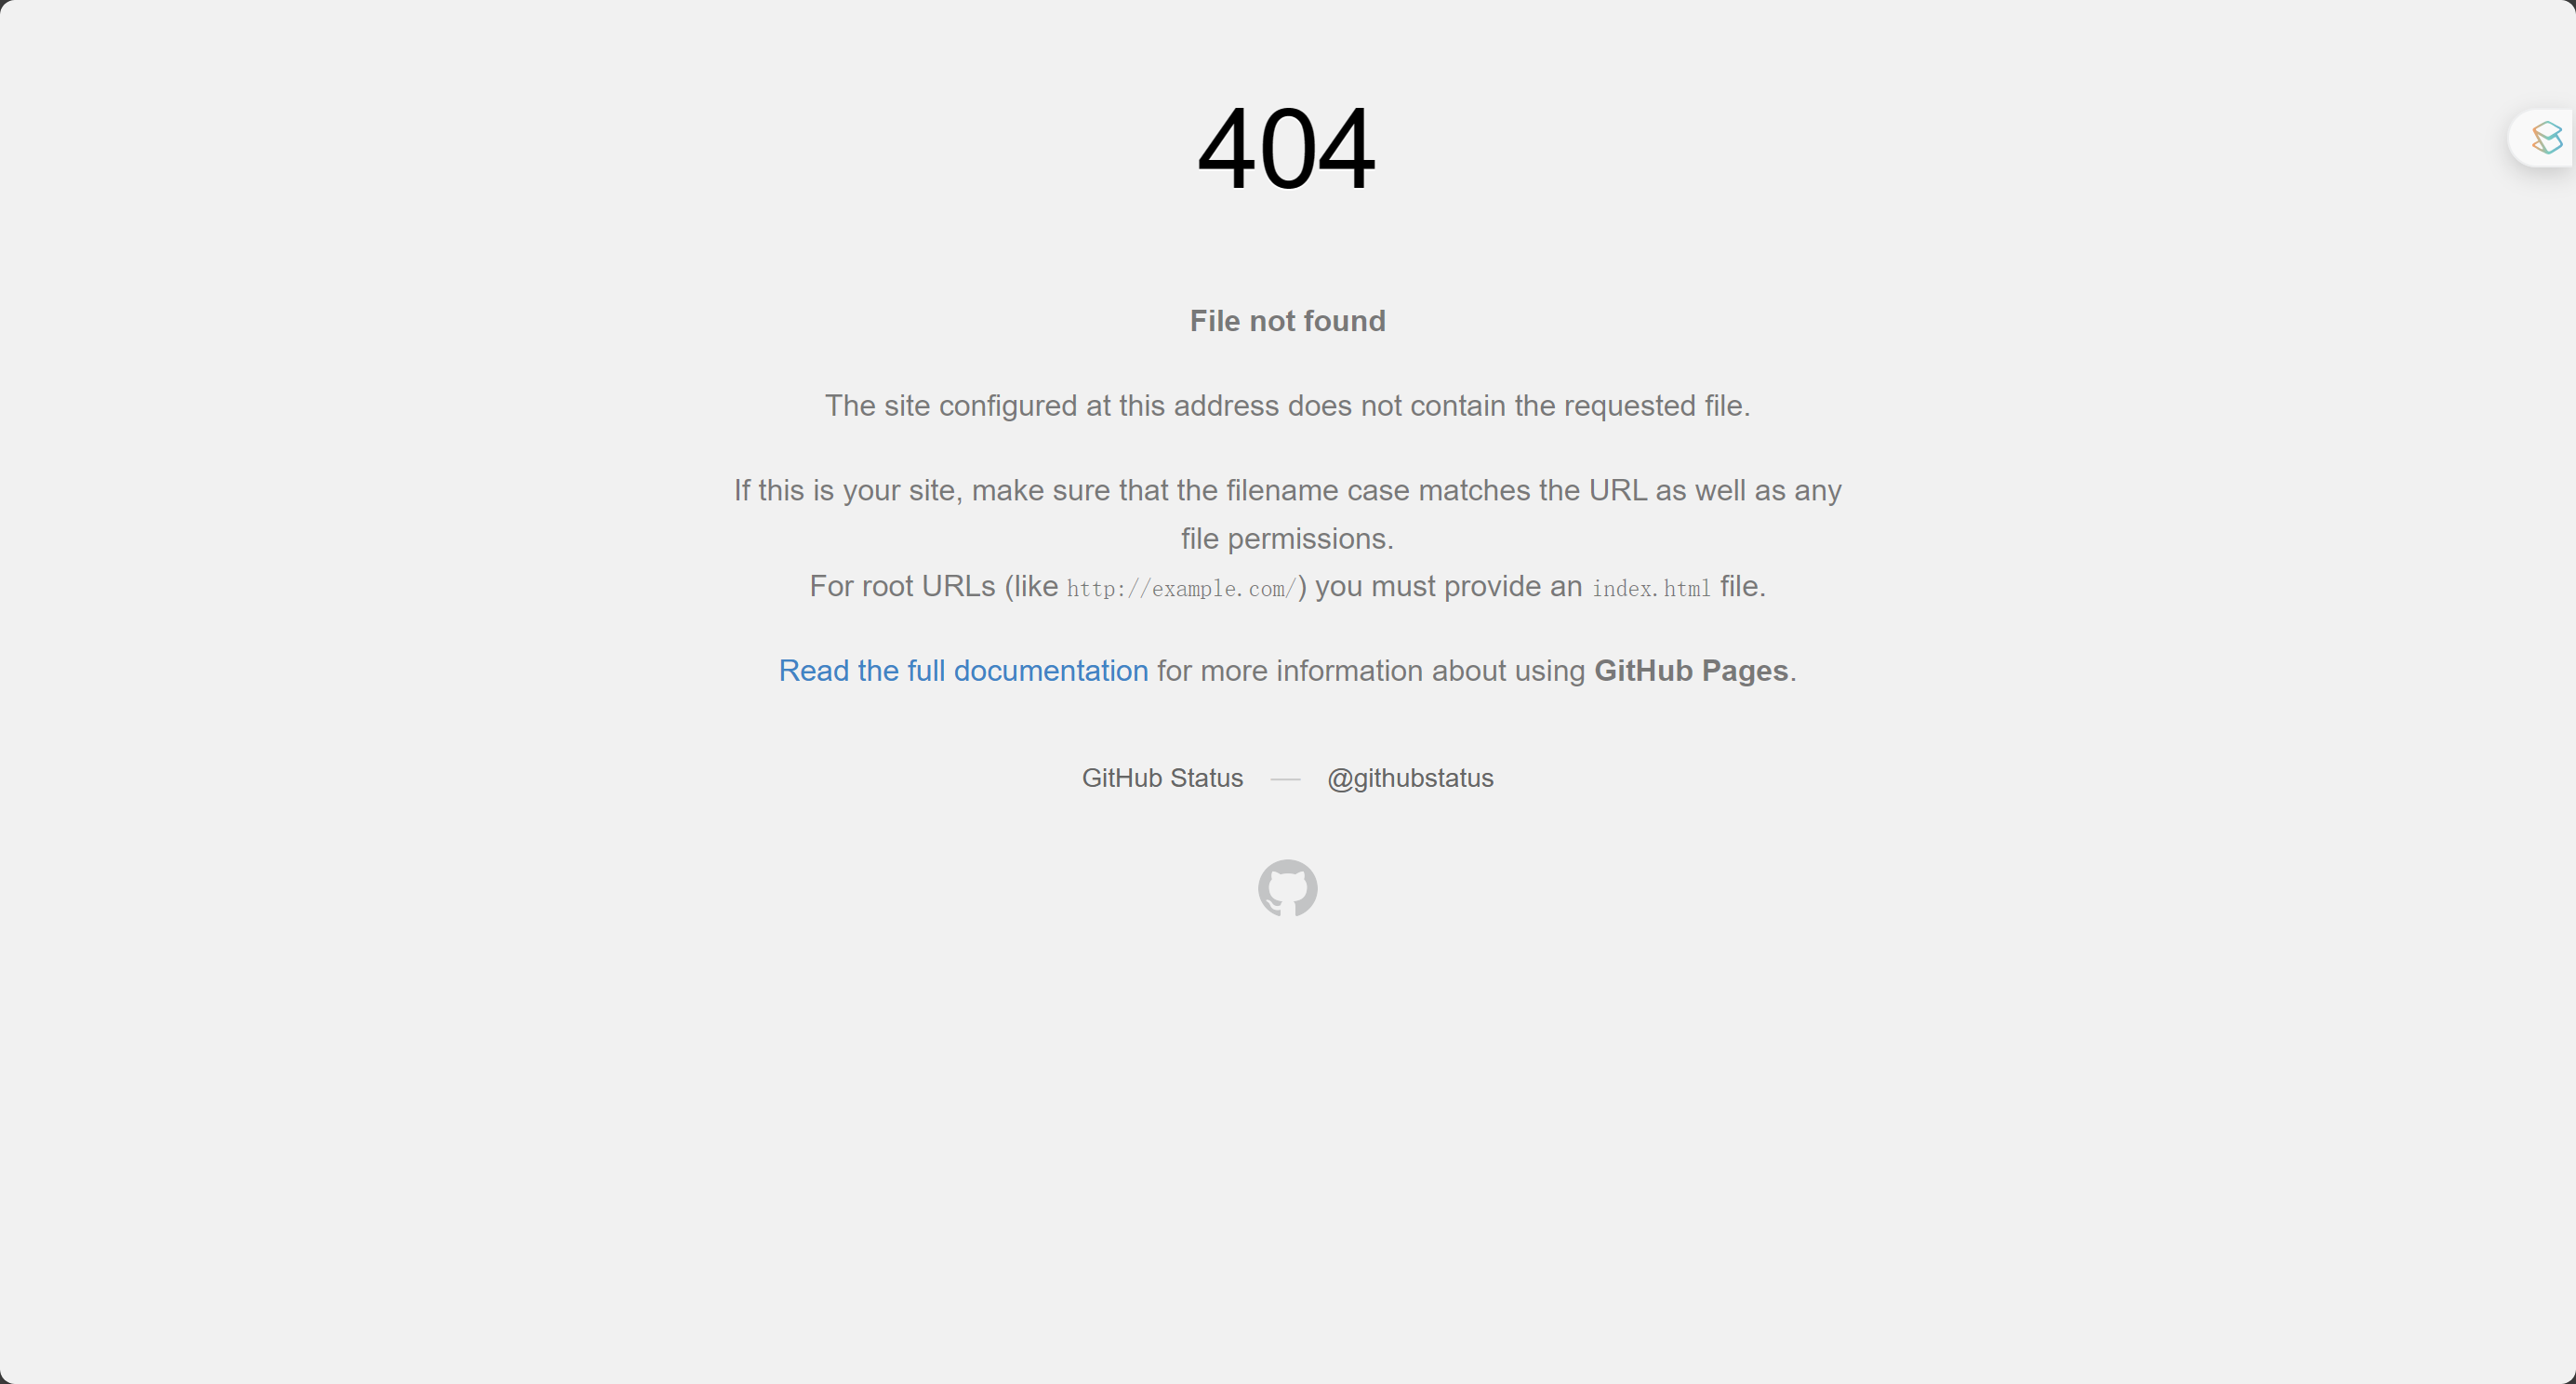 404
File not found
The site configured at this address does not contain the requested file.
If this is your site, make sure that the filename case matches the URL as well as any
file permissions.
For root URLs (like http://example.com/) you must provide an index.html file.
Read the full documentation for more information about using GitHub Pages.
GitHub Status — @githubstatus